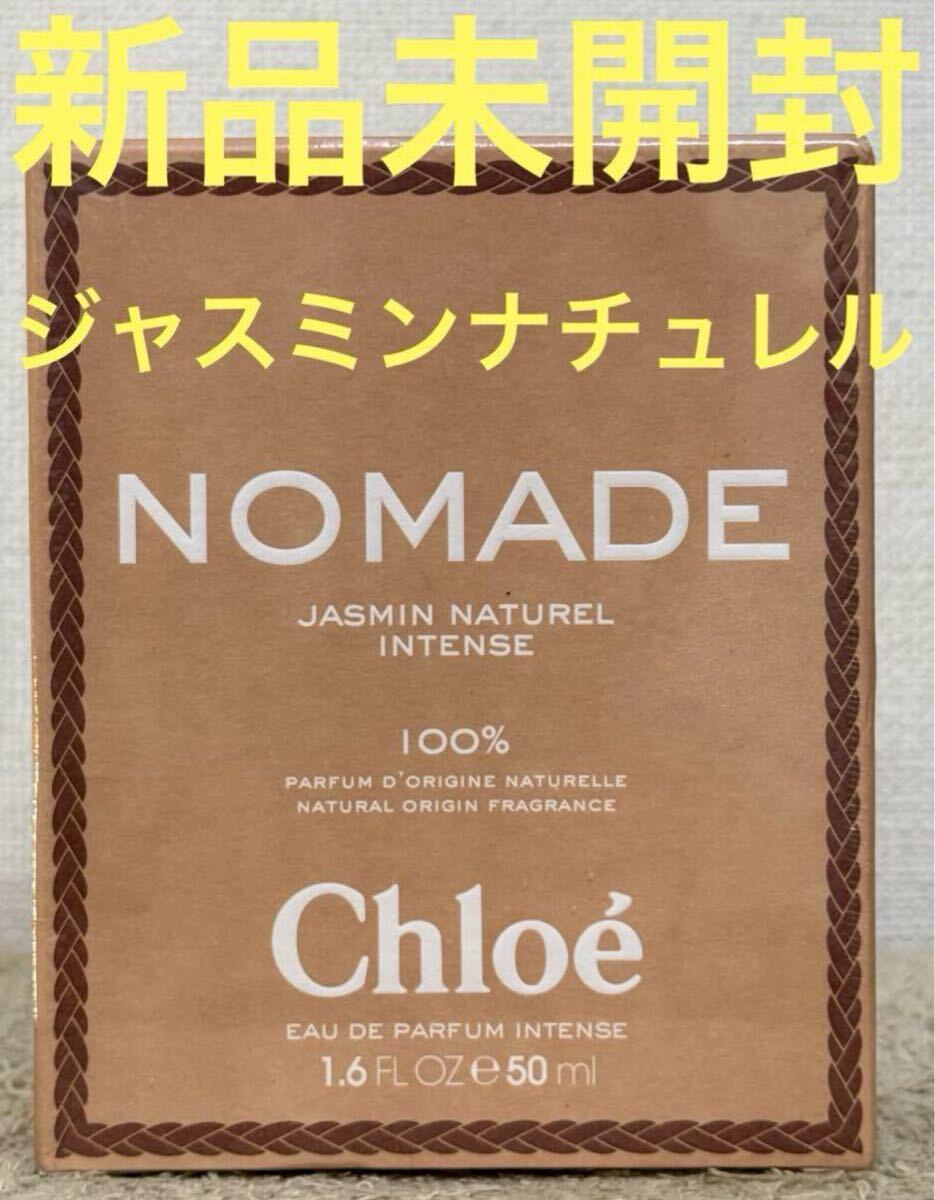 新品未開封
ジャスミンナチュレル
NOMADE
JASMIN NATUREL
INTENSE
100%
PARFUM D'ORIGINE NATURELLE
NATURAL ORIGIN FRAGRANCE
Chloé
EAU DE PARFUM INTENSE
1.6 FL OZ e 50 ml